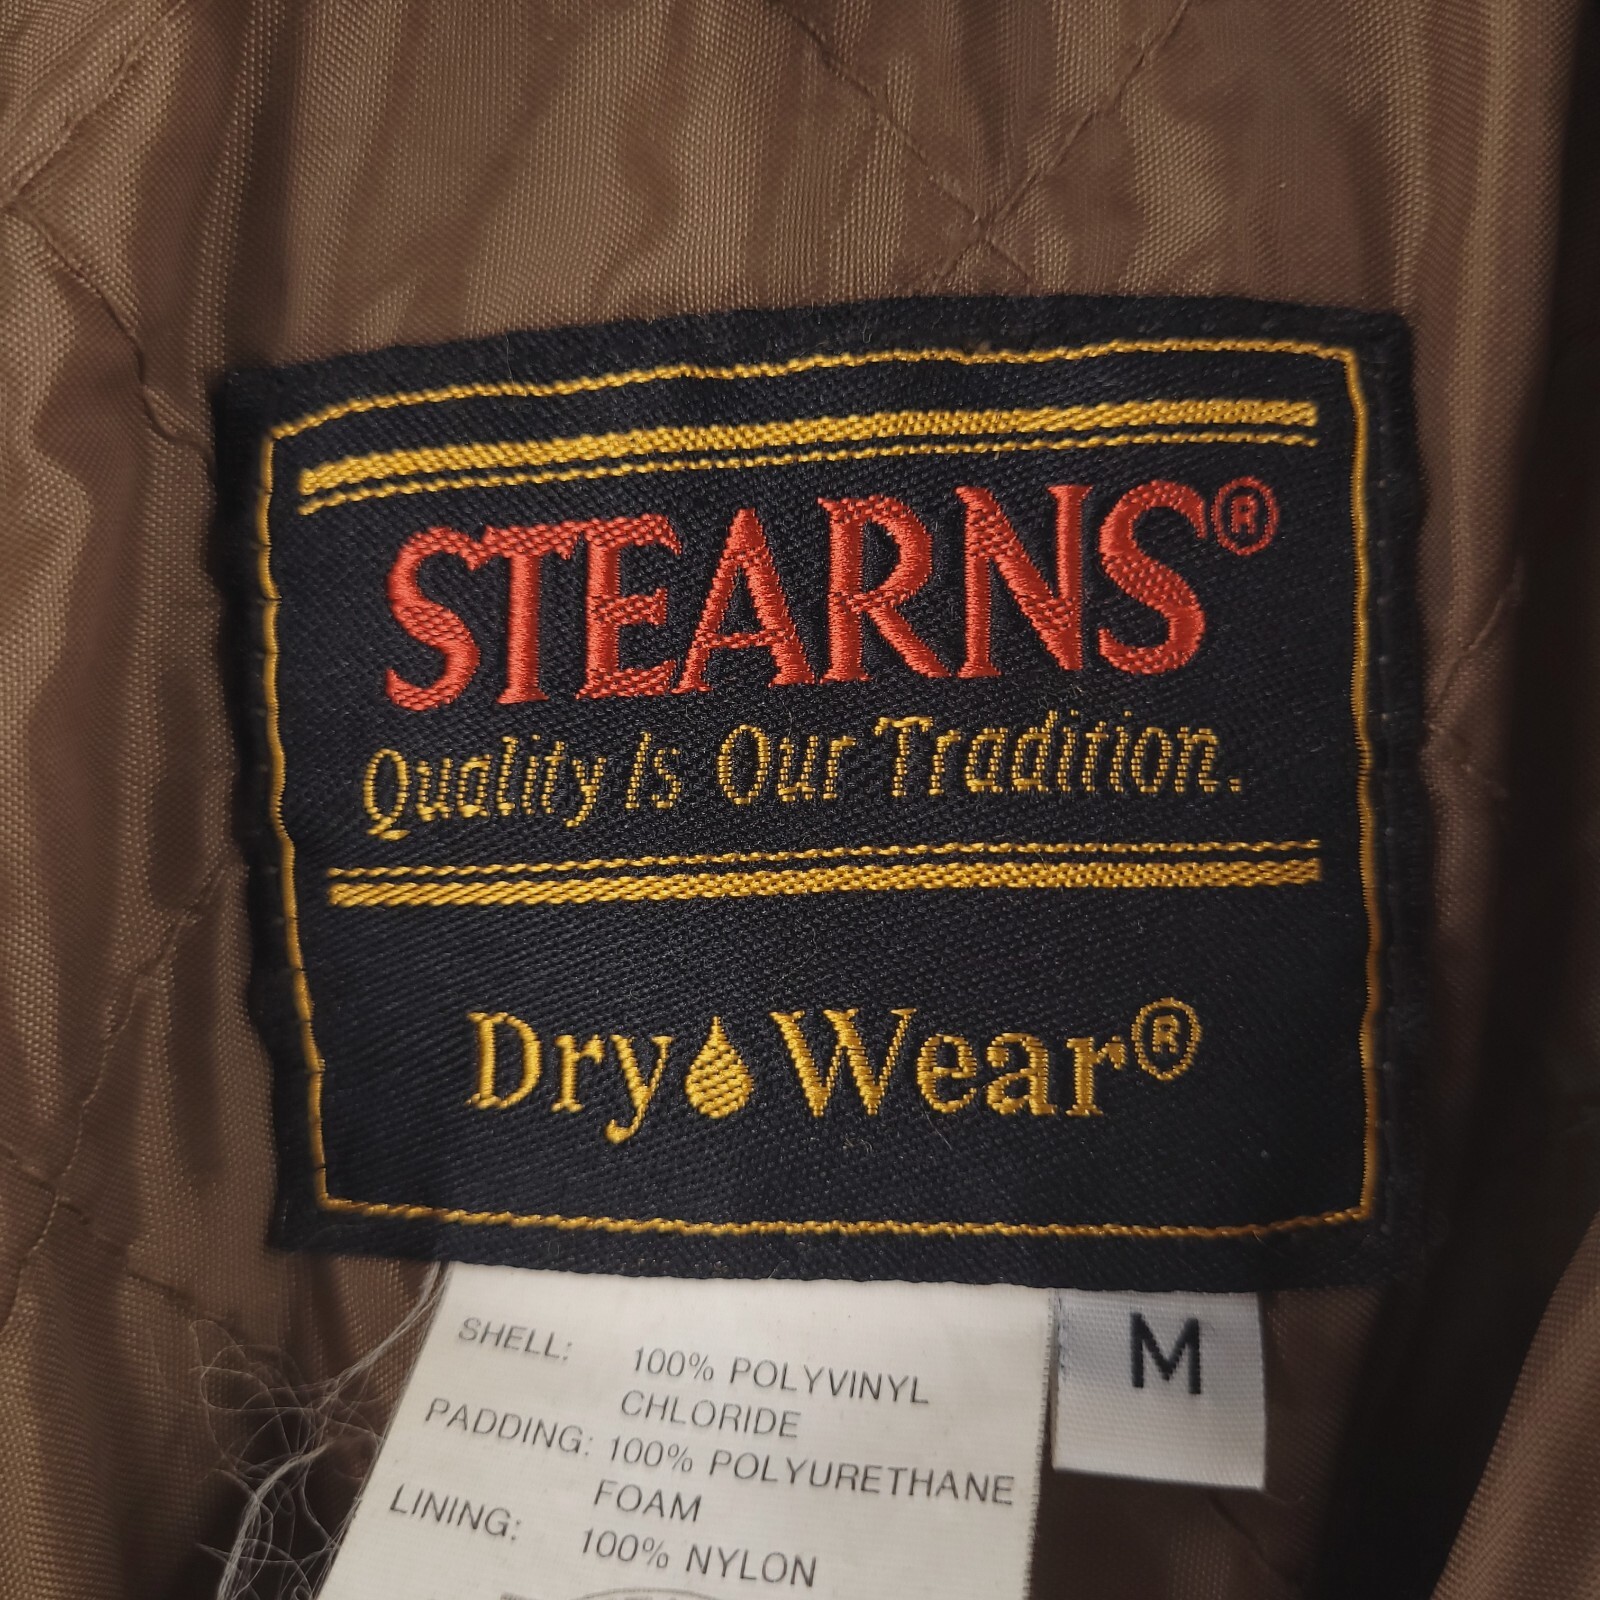 STEARNS®
Quality Is Our Tradition.
Dry Wear®
M
SHELL: 100% POLYVINYL
CHLORIDE
PADDING: 100% POLYURETHANE
FOAM
LINING: 100% NYLON